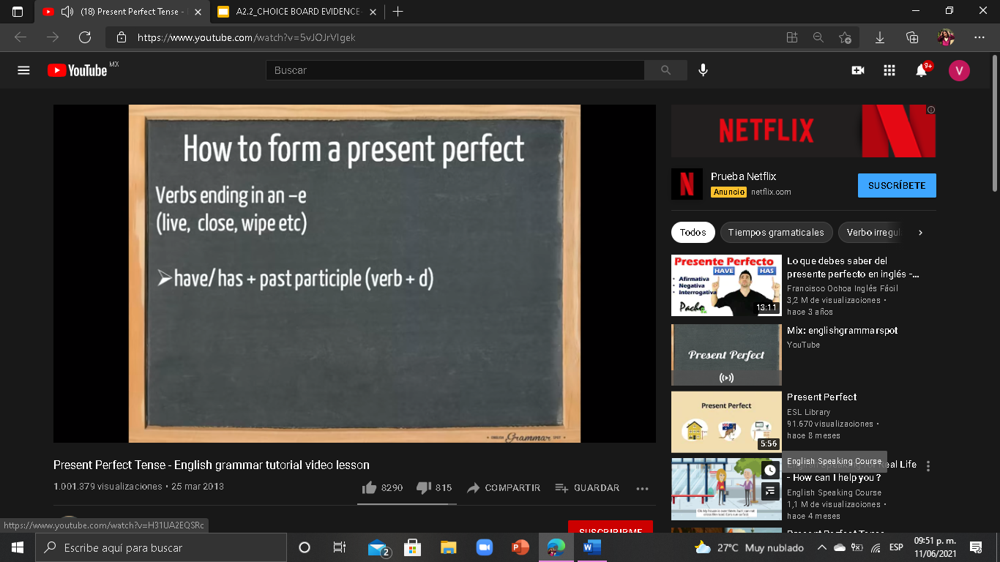 (18) Present Perfect Tense -
A2.2_CHOICE BOARD EVIDENCE-
https://www.youtube.com/watch?v=5vJOJrVIgek
YouTube MX
Buscar
9+
V
How to form a present perfect
Verbs ending in an –e
(live, close, wipe etc)
➢have/ has + past participle (verb + d)
ENGLISH Grammar SPOT
Present Perfect Tense - English grammar tutorial video lesson
1.001.379 visualizaciones • 25 mar 2013
8290
815
COMPARTIR
GUARDAR
SUSCRIBIRME
https://www.youtube.com/watch?v=H31UA2EQSRc
NETFLIX
Prueba Netflix
Anuncio netflix.com
SUSCRÍBETE
Todos
Tiempos gramaticales
Verbo irregul
Presente Perfecto
HAVE HAS
• Afirmativa
• Negativa
• Interrogativa
Pacho
13:11
Lo que debes saber del
presente perfecto en inglés -...
Francisco Ochoa Inglés Fácil
3,2 M de visualizaciones •
hace 3 años
Present Perfect
Mix: englishgrammarspot
YouTube
Present Perfect
5:56
Present Perfect
ESL Library
91.670 visualizaciones •
hace 8 meses
English Speaking Course
Real Life
- How can I help you ?
English Speaking Course
1,1 M de visualizaciones •
hace 4 meses
Present Perfect Tense
Escribe aquí para buscar
2
27°C Muy nublado
ESP
09:51 p. m.
11/06/2021